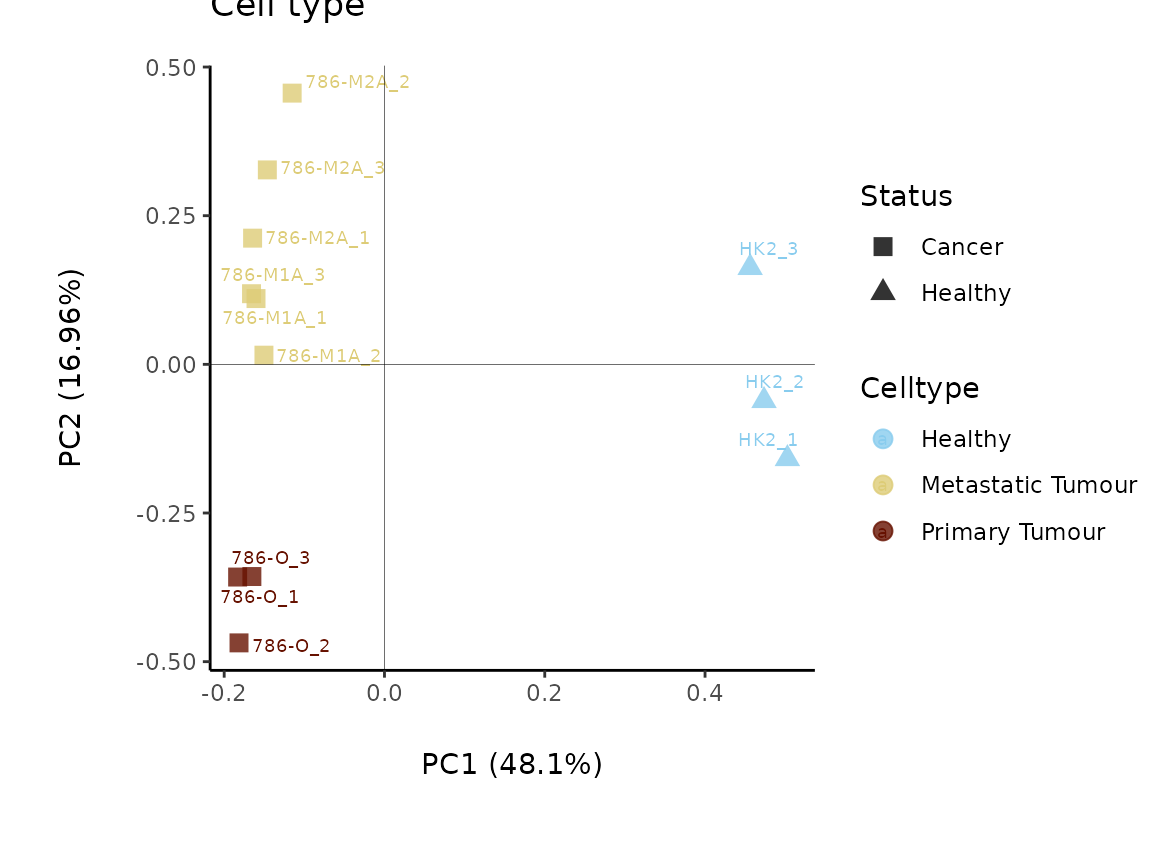 Cell type
0.50
0.25
0.00
-0.25
-0.50
PC2 (16.96%)
786-M2A_2
786-M2A_3
786-M2A_1
786-M1A_3
786-M1A_1
786-M1A_2
HK2_3
HK2_2
HK2_1
786-O_3
786-O_1
786-O_2
-0.2
0.0
0.2
0.4
PC1 (48.1%)
Status
Cancer
Healthy
Celltype
a Healthy
a Metastatic Tumour
a Primary Tumour